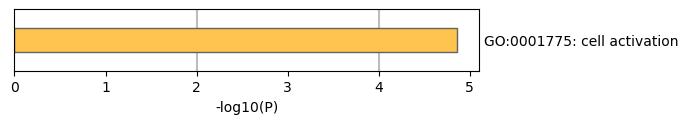 GO:0001775: cell activation
0 1 2 3 4 5
-log10(P)